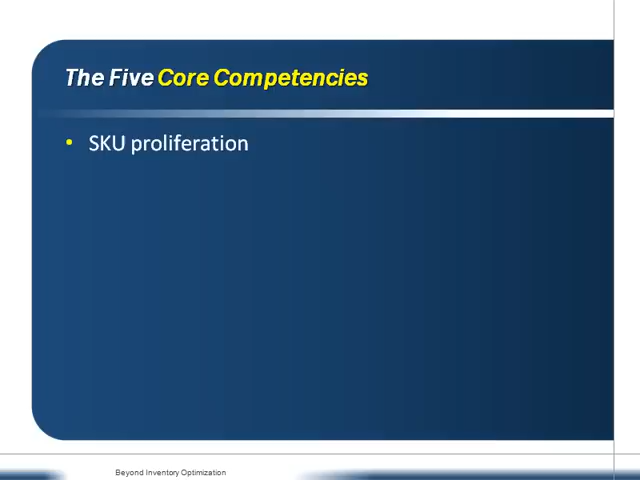 The Five Core Competencies
• SKU proliferation
Beyond Inventory Optimization